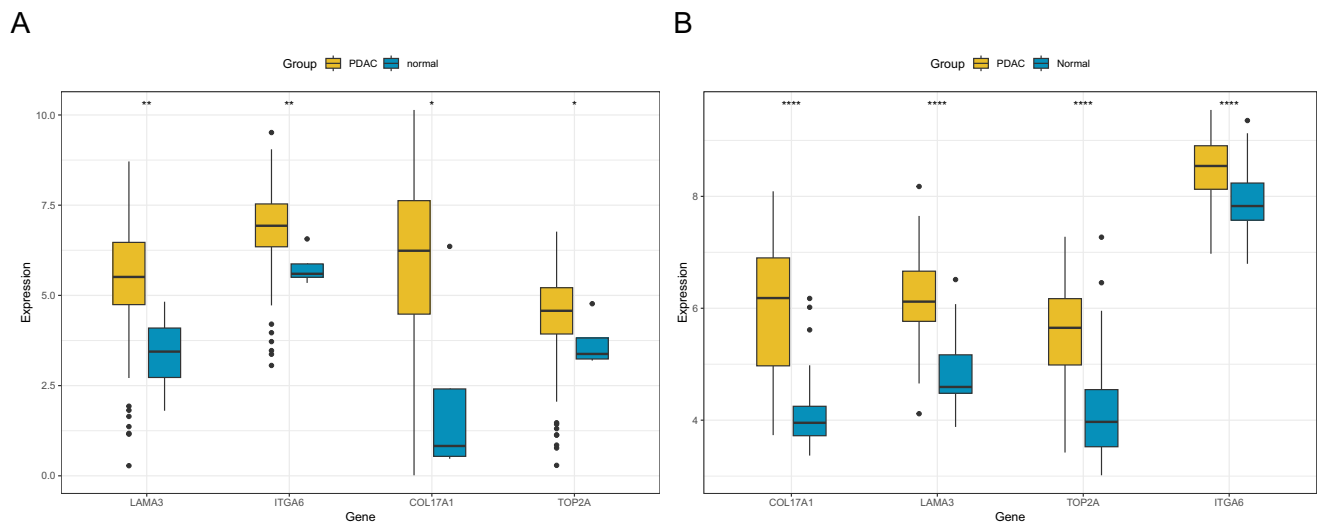 A
Group PDAC normal
** ** * *
10.0
7.5
5.0
2.5
0.0
Expression
LAMA3 ITGA6 COL17A1 TOP2A
Gene
B
Group PDAC Normal
**** **** **** ****
8
6
4
Expression
COL17A1 LAMA3 TOP2A ITGA6
Gene